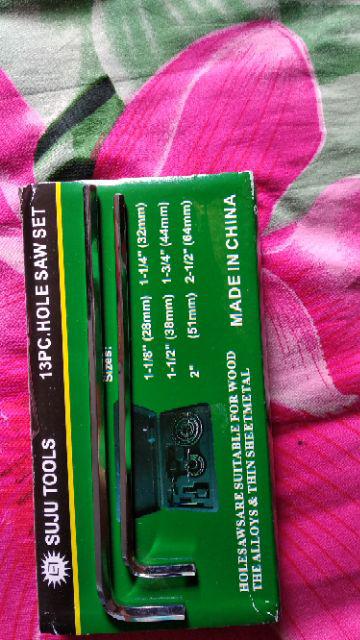 SUJU TOOLS 13PC.HOLE SAW SET
Sizes:
1-1/8" (28mm) 1-1/4" (32mm)
1-1/2" (38mm) 1-3/4" (44mm)
2" (51mm) 2-1/2" (64mm)
MADE IN CHINA
HOLESAWSARE SUITABLE FOR WOOD
THE ALLOYS & THIN SHEETMETAL